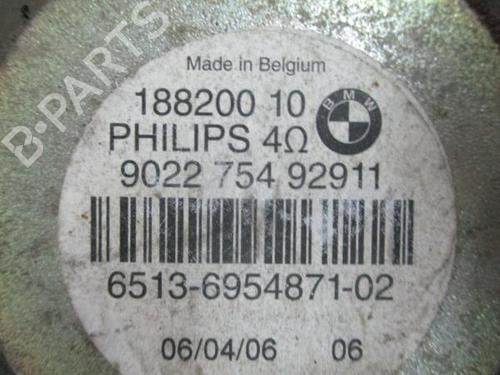 Made in Belgium
188200 10
BMW
PHILIPS 4Ω
9022 754 92911
6513-6954871-02
06/04/06 06
B-PARTS